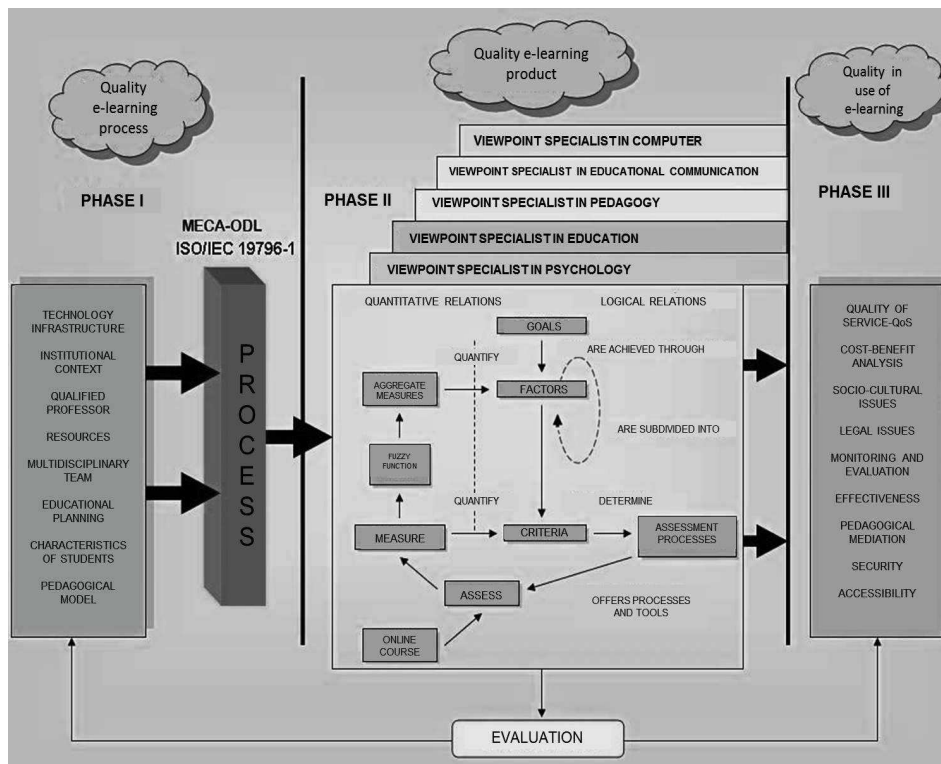 Quality
e-learning
process
Quality e-learning
product
Quality in
use of
e-learning
VIEWPOINT SPECIALIST IN COMPUTER
VIEWPOINT SPECIALIST IN EDUCATIONAL COMMUNICATION
VIEWPOINT SPECIALIST IN PEDAGOGY
VIEWPOINT SPECIALIST IN EDUCATION
VIEWPOINT SPECIALIST IN PSYCHOLOGY
PHASE I
PHASE II
PHASE III
MECA-ODL
ISO/IEC 19796-1
TECHNOLOGY
INFRASTRUCTURE
INSTITUTIONAL
CONTEXT
QUALIFIED
PROFESSOR
RESOURCES
MULTIDISCIPLINARY
TEAM
EDUCATIONAL
PLANNING
CHARACTERISTICS
OF STUDENTS
PEDAGOGICAL
MODEL
PROCESS
QUANTITATIVE RELATIONS
LOGICAL RELATIONS
GOALS
ARE ACHIEVED THROUGH
QUANTIFY
AGGREGATE
MEASURES
FACTORS
ARE SUBDIVIDED INTO
FUZZY
FUNCTION
QUANTIFY
DETERMINE
MEASURE
CRITERIA
ASSESSMENT
PROCESSES
ASSESS
OFFERS PROCESSES
AND TOOLS
ONLINE
COURSE
QUALITY OF
SERVICE-QoS
COST-BENEFIT
ANALYSIS
SOCIO-CULTURAL
ISSUES
LEGAL ISSUES
MONITORING AND
EVALUATION
EFFECTIVENESS
PEDAGOGICAL
MEDIATION
SECURITY
ACCESSIBILITY
EVALUATION